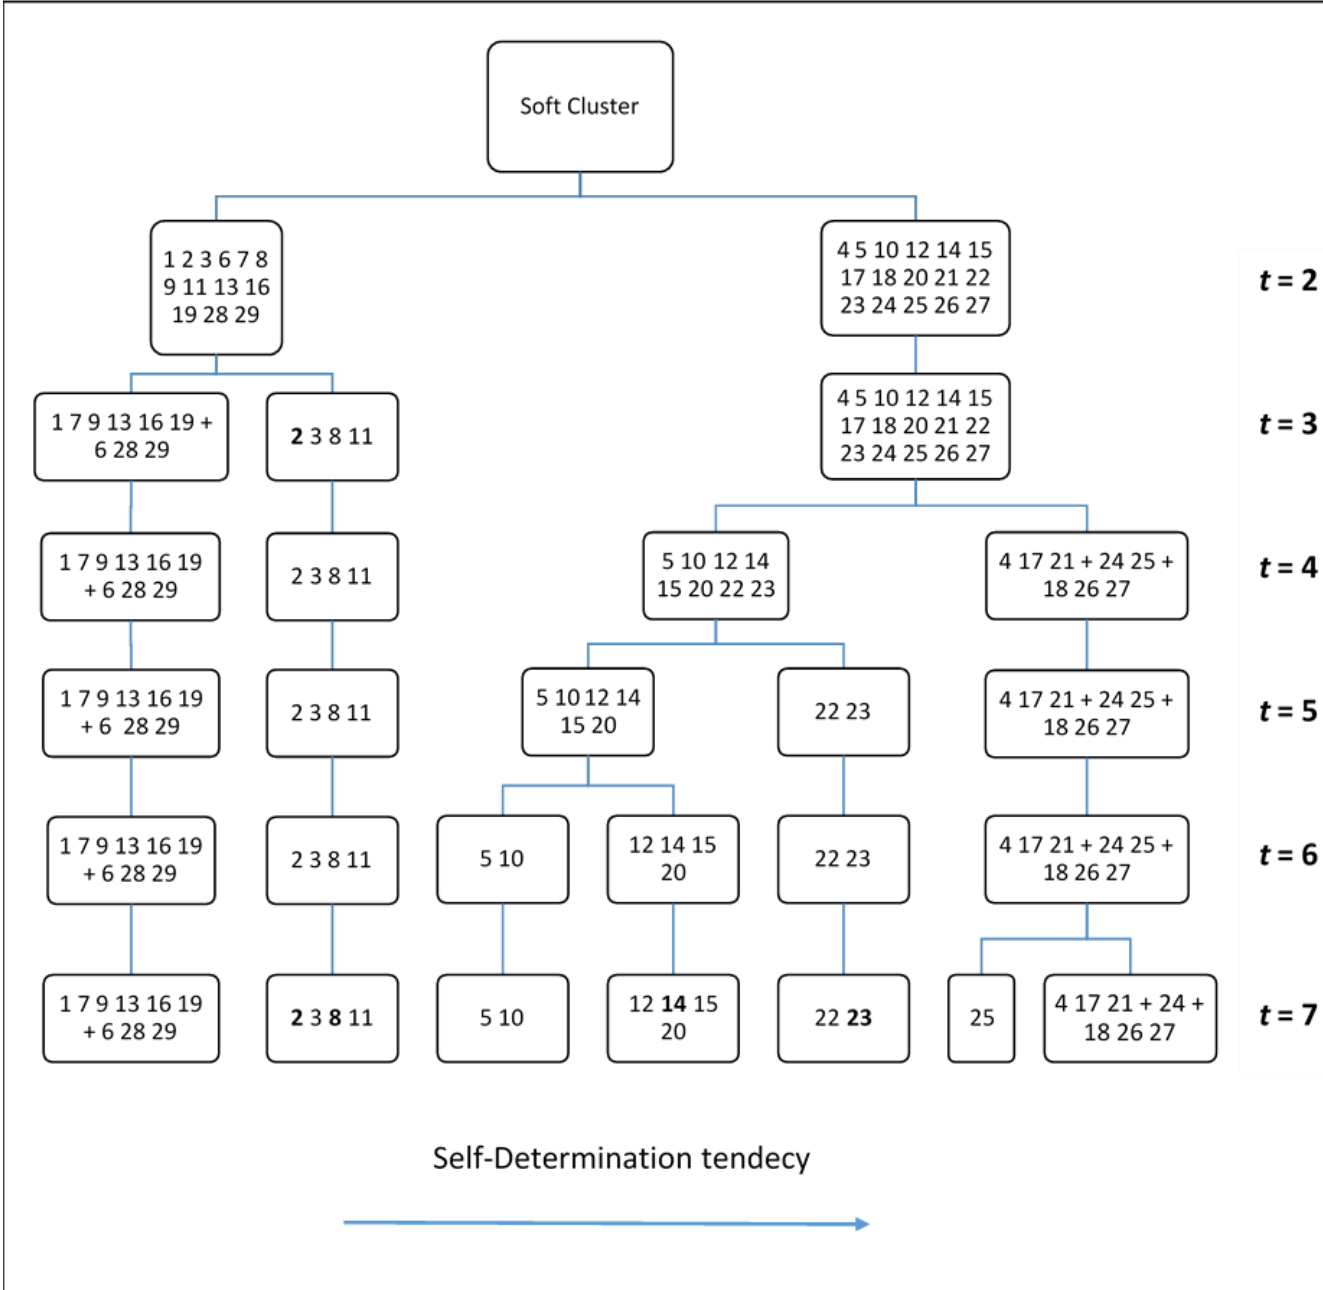 Soft Cluster
1 2 3 6 7 8
9 11 13 16
19 28 29
4 5 10 12 14 15
17 18 20 21 22
23 24 25 26 27
t = 2
1 7 9 13 16 19 +
6 28 29
2 3 8 11
4 5 10 12 14 15
17 18 20 21 22
23 24 25 26 27
t = 3
1 7 9 13 16 19
+ 6 28 29
2 3 8 11
5 10 12 14
15 20 22 23
4 17 21 + 24 25 +
18 26 27
t = 4
1 7 9 13 16 19
+ 6 28 29
2 3 8 11
5 10 12 14
15 20
22 23
4 17 21 + 24 25 +
18 26 27
t = 5
1 7 9 13 16 19
+ 6 28 29
2 3 8 11
5 10
12 14 15
20
22 23
4 17 21 + 24 25 +
18 26 27
t = 6
1 7 9 13 16 19
+ 6 28 29
2 3 8 11
5 10
12 14 15
20
22 23
25
4 17 21 + 24 +
18 26 27
t = 7
Self-Determination tendecy